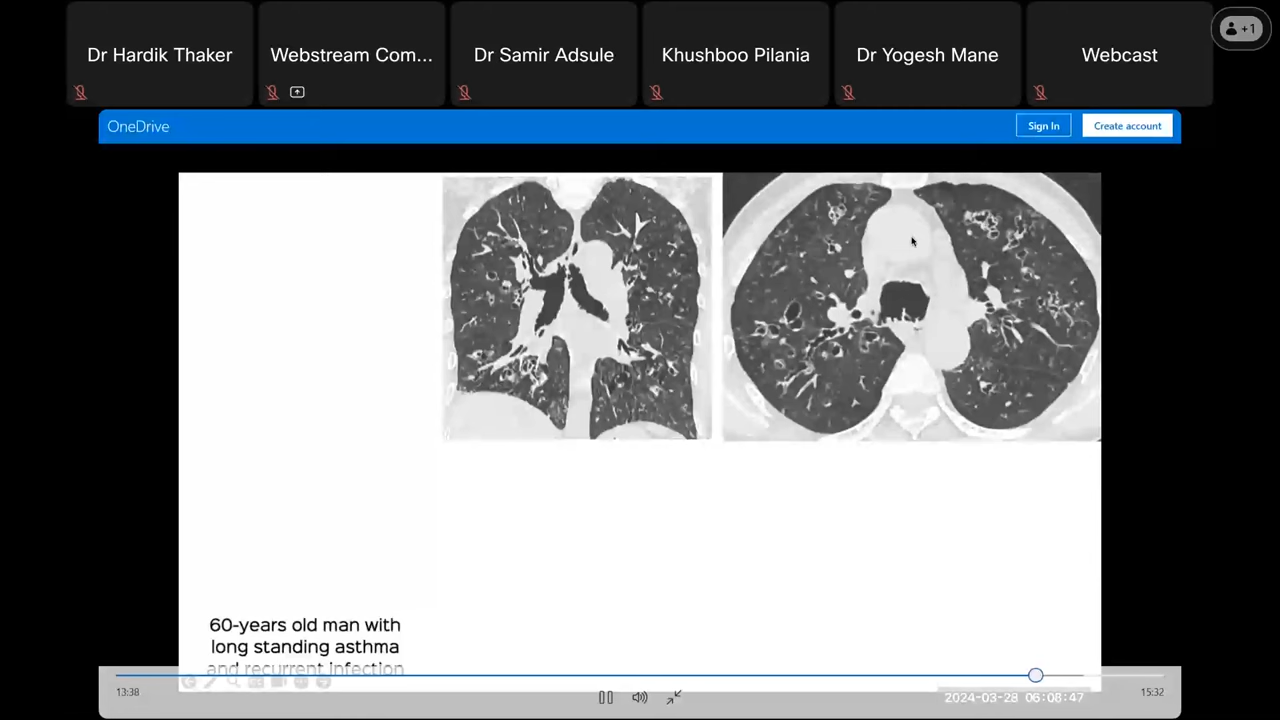 Dr Hardik Thaker
Webstream Com...
Dr Samir Adsule
Khushboo Pilania
Dr Yogesh Mane
Webcast
+1
OneDrive
Sign In
Create account
60-years old man with
long standing asthma
and recurrent infection
13:38
2024-03-28 06:08:47
15:32